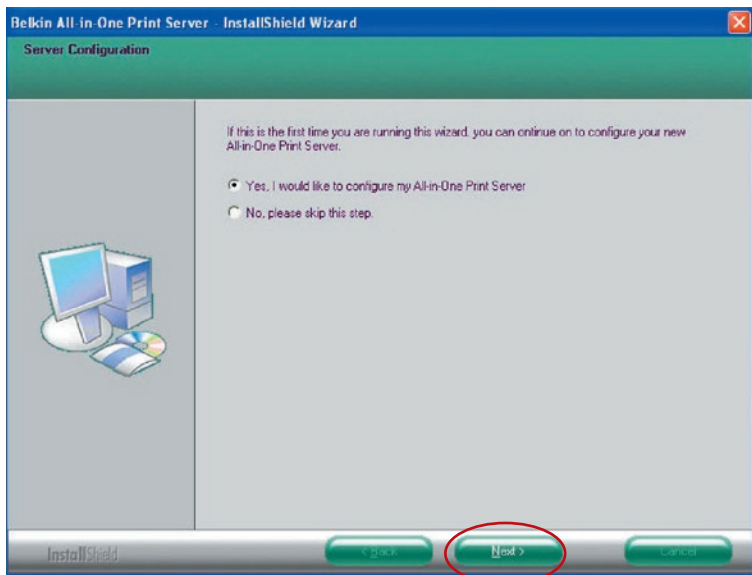 Belkin All-in-One Print Server - InstallShield Wizard
Server Configuration
If this is the first time you are running this wizard, you can ontinue on to configure your new
All-in-One Print Server.
Yes, I would like to configure my All-in-One Print Server
No, please skip this step.
InstallShield
< Back
Next >
Cancel